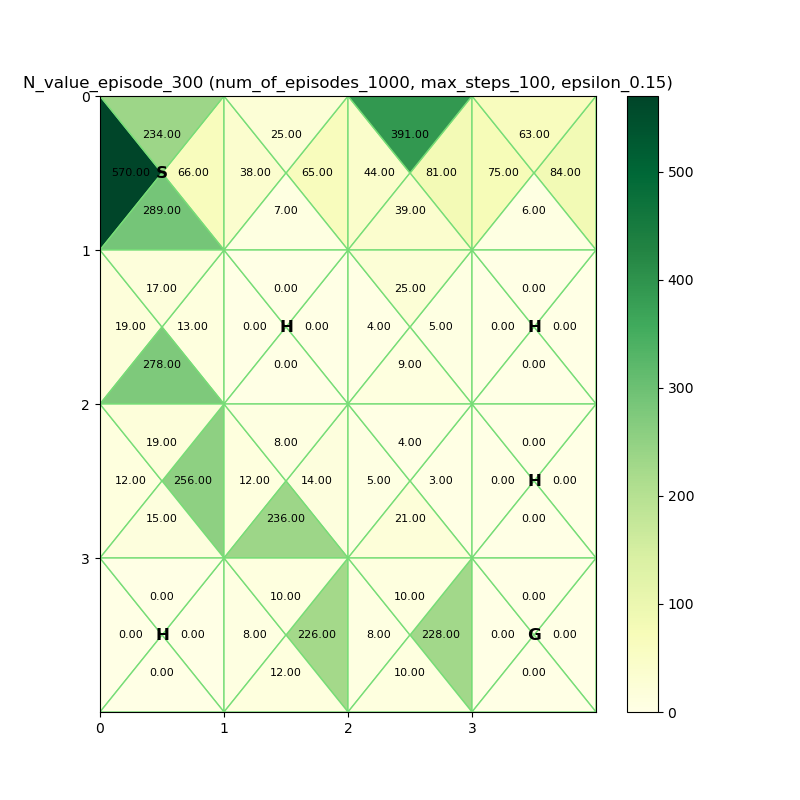 N_value_episode_300 (num_of_episodes_1000, max_steps_100, epsilon_0.15)
0
234.00 25.00 391.00 63.00
570.00 S 66.00 38.00 65.00 44.00 81.00 75.00 84.00
289.00 7.00 39.00 6.00
1
17.00 0.00 25.00 0.00
19.00 13.00 0.00 H 0.00 4.00 5.00 0.00 H 0.00
278.00 0.00 9.00 0.00
2
19.00 8.00 4.00 0.00
12.00 256.00 12.00 14.00 5.00 3.00 0.00 H 0.00
15.00 236.00 21.00 0.00
3
0.00 10.00 10.00 0.00
0.00 H 0.00 8.00 226.00 8.00 228.00 0.00 G 0.00
0.00 12.00 10.00 0.00
0 1 2 3
500
400
300
200
100
0